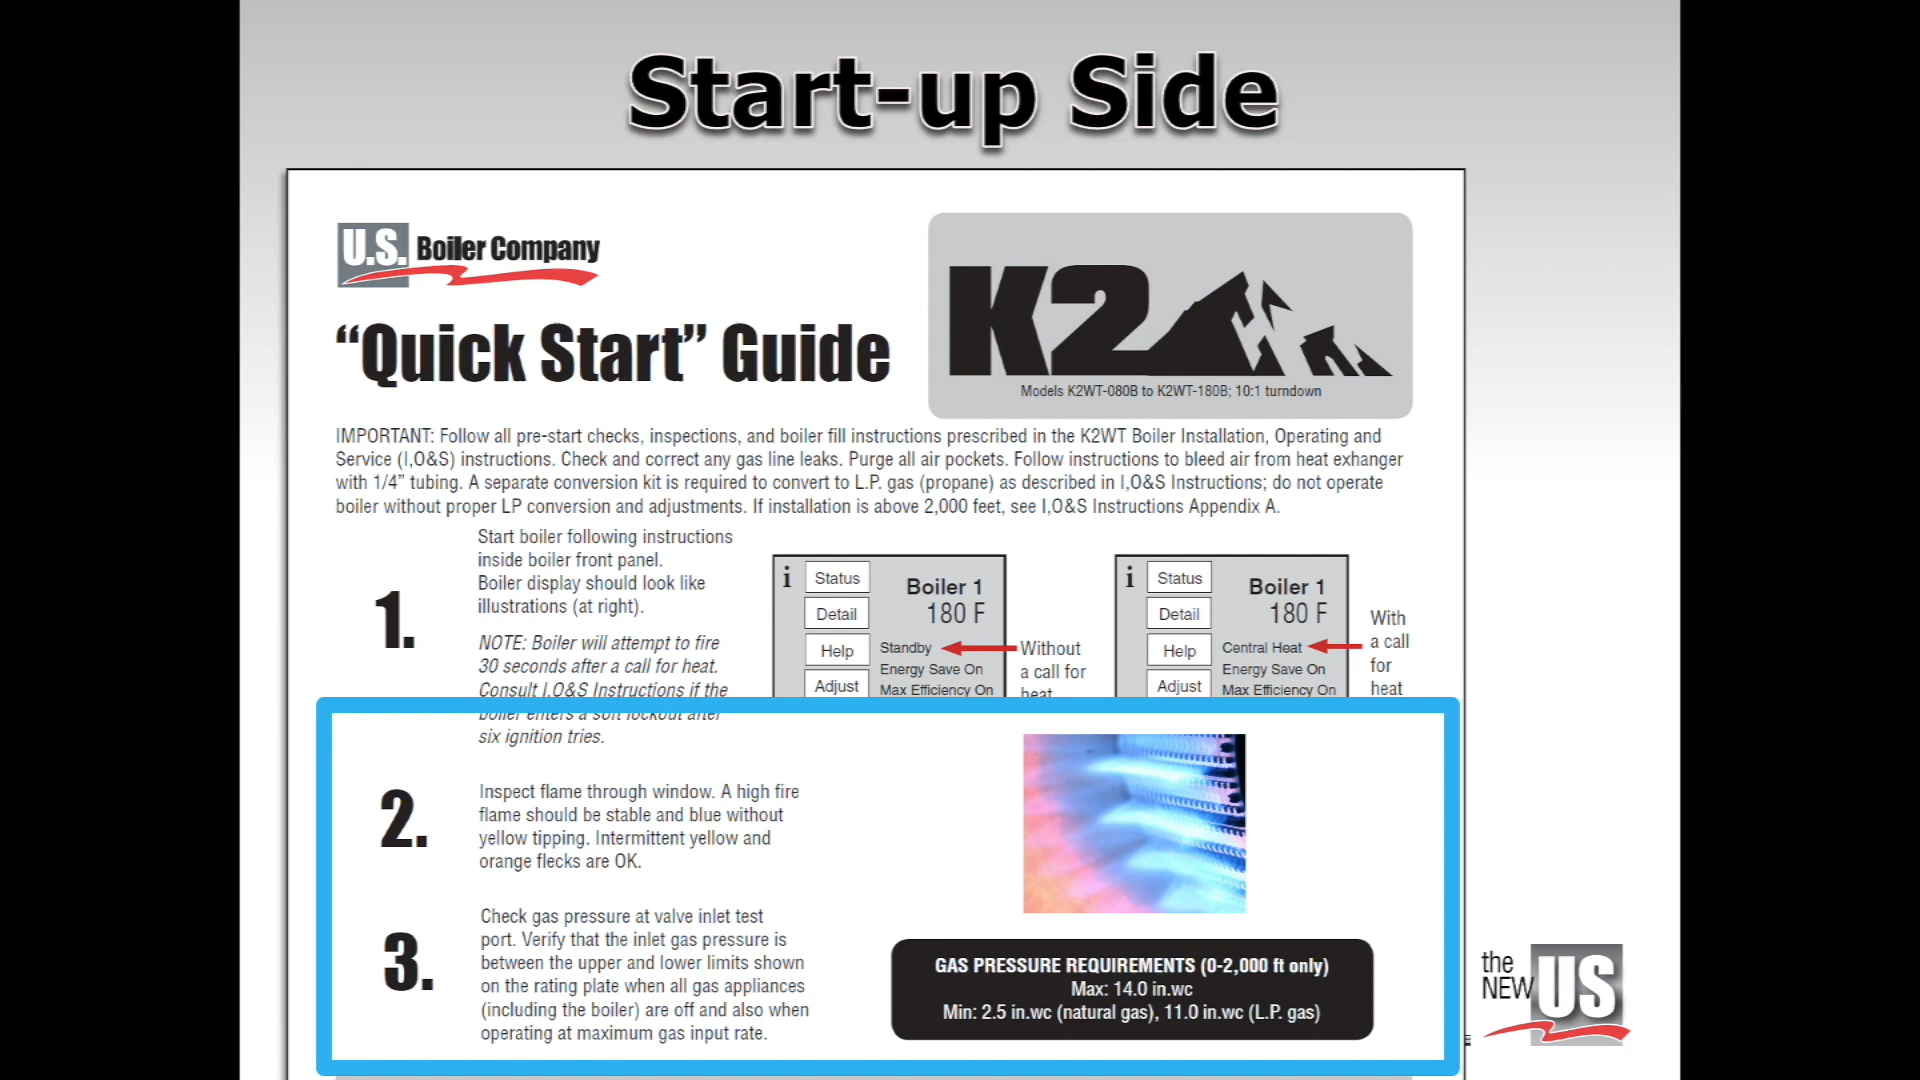 Start-up Side
U.S. Boiler Company
K2
Models K2WT-080B to K2WT-180B; 10:1 turndown
“Quick Start” Guide
IMPORTANT: Follow all pre-start checks, inspections, and boiler fill instructions prescribed in the K2WT Boiler Installation, Operating and
Service (I,O&S) instructions. Check and correct any gas line leaks. Purge all air pockets. Follow instructions to bleed air from heat exhanger
with 1/4” tubing. A separate conversion kit is required to convert to L.P. gas (propane) as described in I,O&S Instructions; do not operate
boiler without proper LP conversion and adjustments. If installation is above 2,000 feet, see I,O&S Instructions Appendix A.
1.
Start boiler following instructions
inside boiler front panel.
Boiler display should look like
illustrations (at right).
NOTE: Boiler will attempt to fire
30 seconds after a call for heat.
Consult I,O&S Instructions if the
boiler enters a soft lockout after
six ignition tries.
i
Status
Detail
Help
Adjust
Boiler 1
180 F
Standby
Energy Save On
Max Efficiency On
Without
a call for
heat
i
Status
Detail
Help
Adjust
Boiler 1
180 F
Central Heat
Energy Save On
Max Efficiency On
With
a call
for
heat
2.
Inspect flame through window. A high fire
flame should be stable and blue without
yellow tipping. Intermittent yellow and
orange flecks are OK.
3.
Check gas pressure at valve inlet test
port. Verify that the inlet gas pressure is
between the upper and lower limits shown
on the rating plate when all gas appliances
(including the boiler) are off and also when
operating at maximum gas input rate.
GAS PRESSURE REQUIREMENTS (0-2,000 ft only)
Max: 14.0 in.wc
Min: 2.5 in.wc (natural gas), 11.0 in.wc (L.P. gas)
the
NEW US